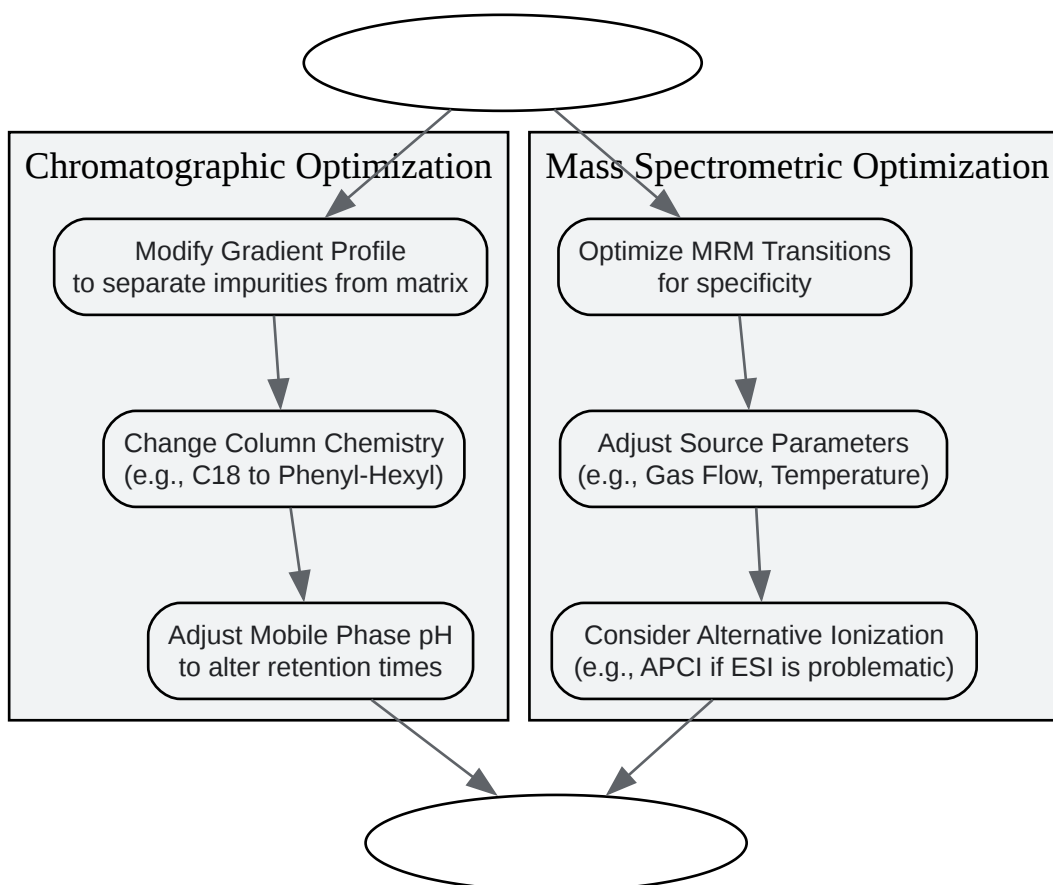 Chromatographic Optimization
Modify Gradient Profile
to separate impurities from matrix
Change Column Chemistry
(e.g., C18 to Phenyl-Hexyl)
Adjust Mobile Phase pH
to alter retention times
Mass Spectrometric Optimization
Optimize MRM Transitions
for specificity
Adjust Source Parameters
(e.g., Gas Flow, Temperature)
Consider Alternative Ionization
(e.g., APCI if ESI is problematic)